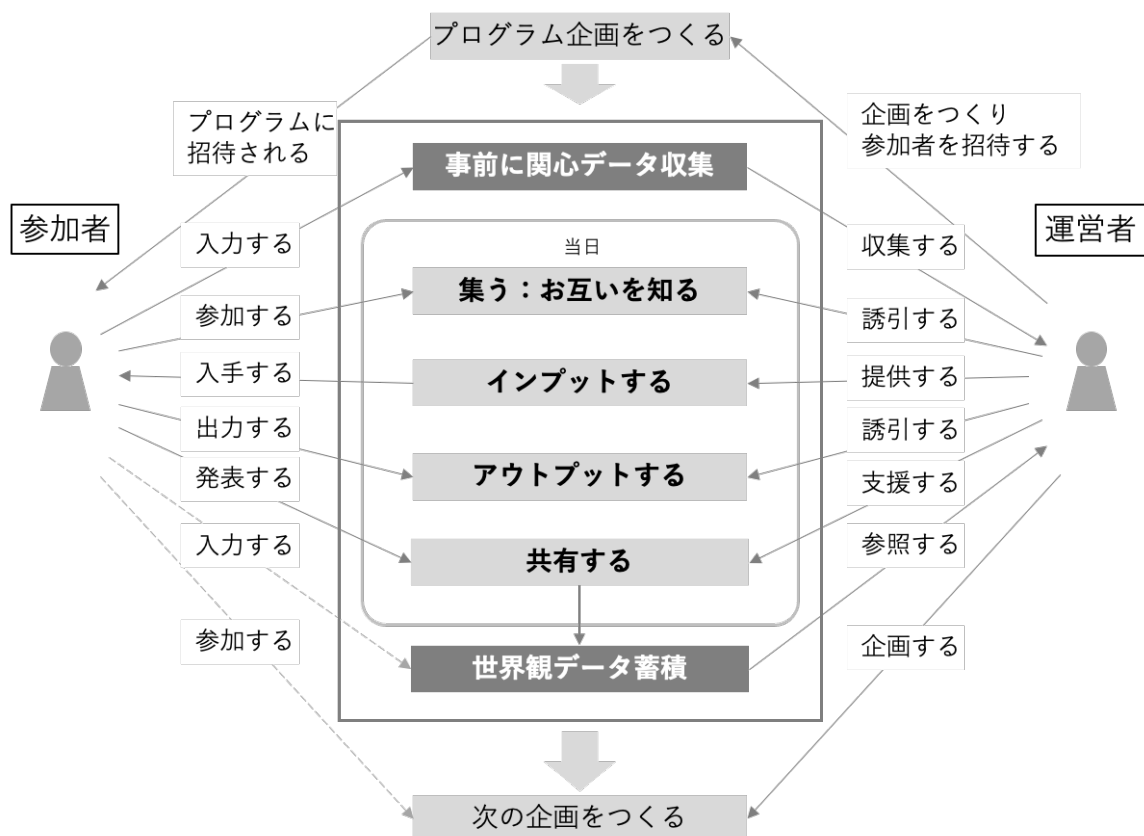 プログラム企画をつくる
プログラムに
招待される
企画をつくり
参加者を招待する
事前に関心データ収集
参加者
運営者
入力する
収集する
当日
集う：お互いを知る
参加する
誘引する
インプットする
入手する
提供する
出力する
誘引する
アウトプットする
発表する
支援する
入力する
共有する
参照する
参加する
世界観データ蓄積
企画する
次の企画をつくる